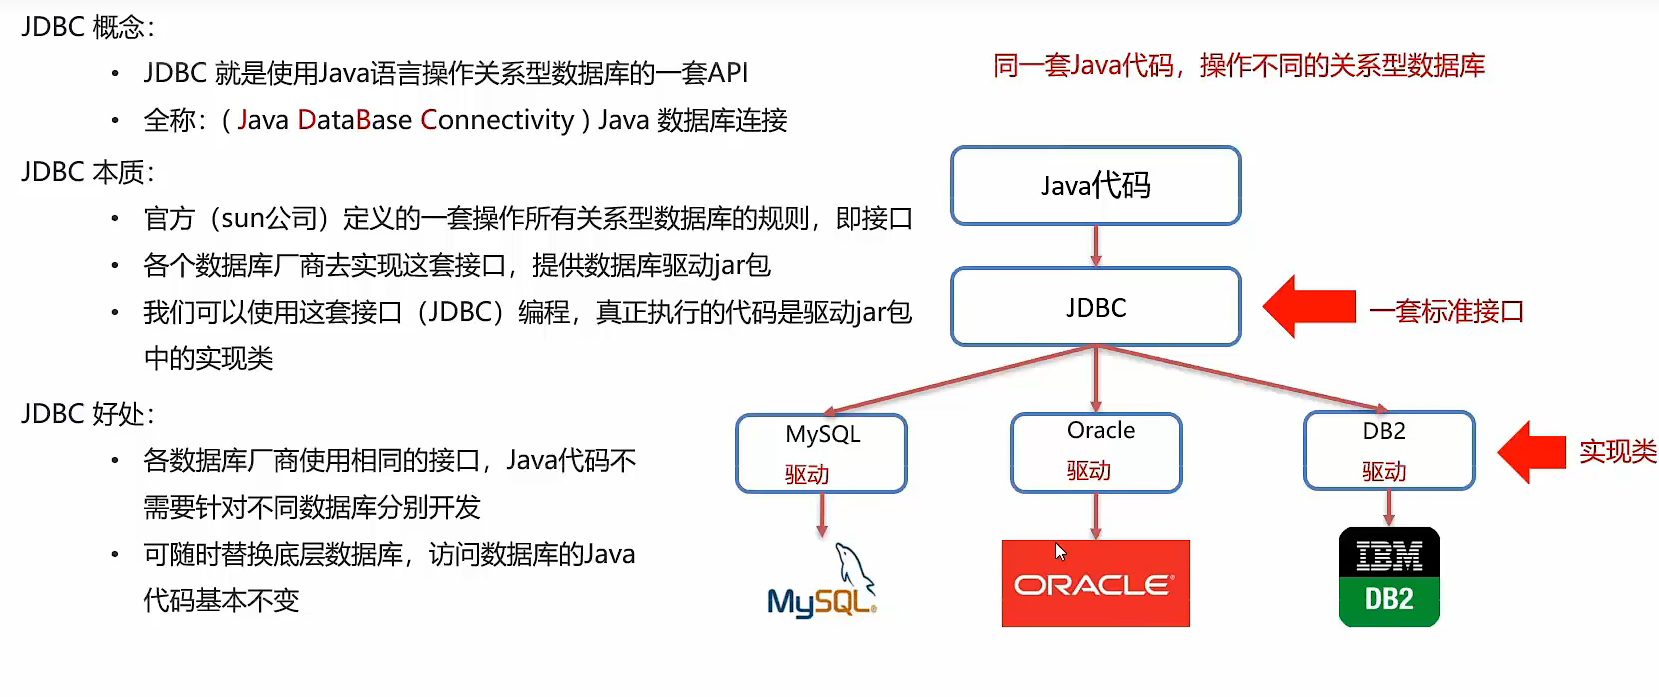 JDBC 概念：
• JDBC 就是使用Java语言操作关系型数据库的一套API
• 全称：( Java DataBase Connectivity ) Java 数据库连接
JDBC 本质：
• 官方（sun公司）定义的一套操作所有关系型数据库的规则，即接口
• 各个数据库厂商去实现这套接口，提供数据库驱动jar包
• 我们可以使用这套接口（JDBC）编程，真正执行的代码是驱动jar包
中的实现类
JDBC 好处：
• 各数据库厂商使用相同的接口，Java代码不
需要针对不同数据库分别开发
• 可随时替换底层数据库，访问数据库的Java
代码基本不变
同一套Java代码，操作不同的关系型数据库
Java代码
JDBC
一套标准接口
MySQL
驱动
Oracle
驱动
DB2
驱动
实现类
MySQL®
ORACLE®
IBM
DB2